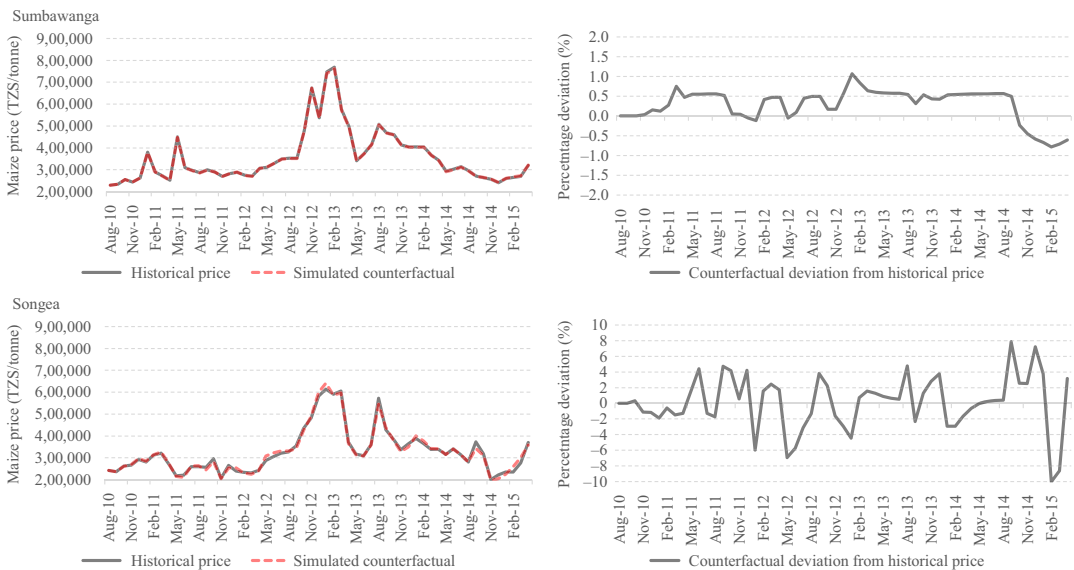 Sumbawanga
Maize price (TZS/tonne)
9,00,000
8,00,000
7,00,000
6,00,000
5,00,000
4,00,000
3,00,000
2,00,000
Aug-10
Nov-10
Feb-11
May-11
Aug-11
Nov-11
Feb-12
May-12
Aug-12
Nov-12
Feb-13
May-13
Aug-13
Nov-13
Feb-14
May-14
Aug-14
Nov-14
Feb-15
Historical price
Simulated counterfactual
Percetntage deviation (%)
2.0
1.5
1.0
0.5
0.0
–0.5
–1.0
–1.5
–2.0
Aug-10
Nov-10
Feb-11
May-11
Aug-11
Nov-11
Feb-12
May-12
Aug-12
Nov-12
Feb-13
May-13
Aug-13
Nov-13
Feb-14
May-14
Aug-14
Nov-14
Feb-15
Counterfactual deviation from historical price
Songea
Maize price (TZS/tonne)
9,00,000
8,00,000
7,00,000
6,00,000
5,00,000
4,00,000
3,00,000
2,00,000
Aug-10
Nov-10
Feb-11
May-11
Aug-11
Nov-11
Feb-12
May-12
Aug-12
Nov-12
Feb-13
May-13
Aug-13
Nov-13
Feb-14
May-14
Aug-14
Nov-14
Feb-15
Historical price
Simulated counterfactual
Percentage deviation (%)
10
8
6
4
2
0
–2
–4
–6
–8
–10
Aug-10
Nov-10
Feb-11
May-11
Aug-11
Nov-11
Feb-12
May-12
Aug-12
Nov-12
Feb-13
May-13
Aug-13
Nov-13
Feb-14
May-14
Aug-14
Nov-14
Feb-15
Counterfactual deviation from historical price